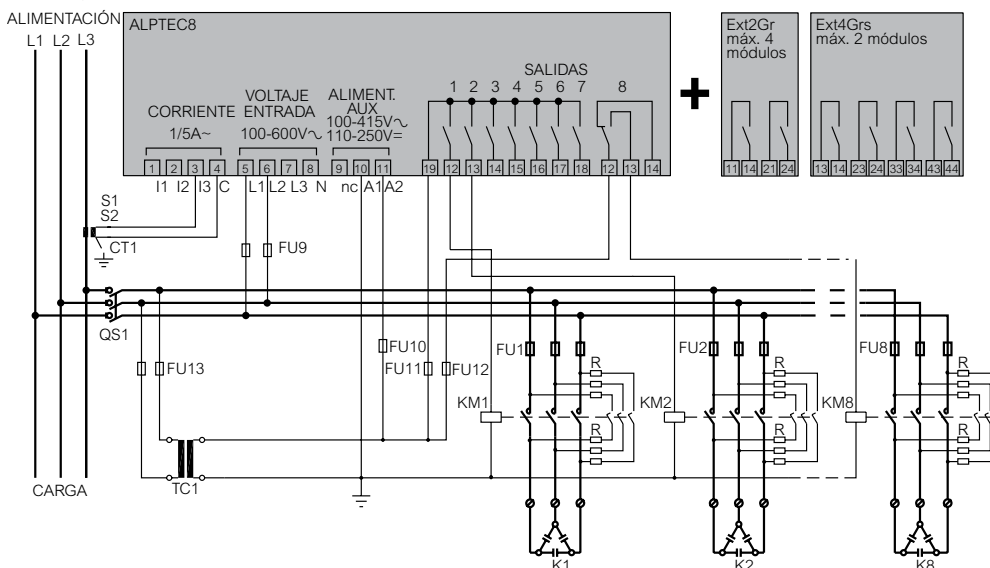 ALIMENTACIÓN
L1 L2 L3
ALPTEC8
CORRIENTE
1/5A~
VOLTAJE
ENTRADA
100-600V~
ALIMENT.
AUX
100-415V~
110-250V=
SALIDAS
1 2 3 4 5 6 7 8
1 2 3 4 5 6 7 8 9 10 11 19 12 13 14 15 16 17 18 12 13 14
I1 I2 I3 C L1 L2 L3 N nc A1 A2
+
Ext2Gr
máx. 4
módulos
11 14 21 24
Ext4Grs
máx. 2 módulos
13 14 23 24 33 34 43 44
S1
S2
CT1
FU9
QS1
FU13
FU10
FU11
FU12
FU1
FU2
FU8
R
R
R
KM1
KM2
KM8
R
R
R
TC1
CARGA
K1
K2
K8